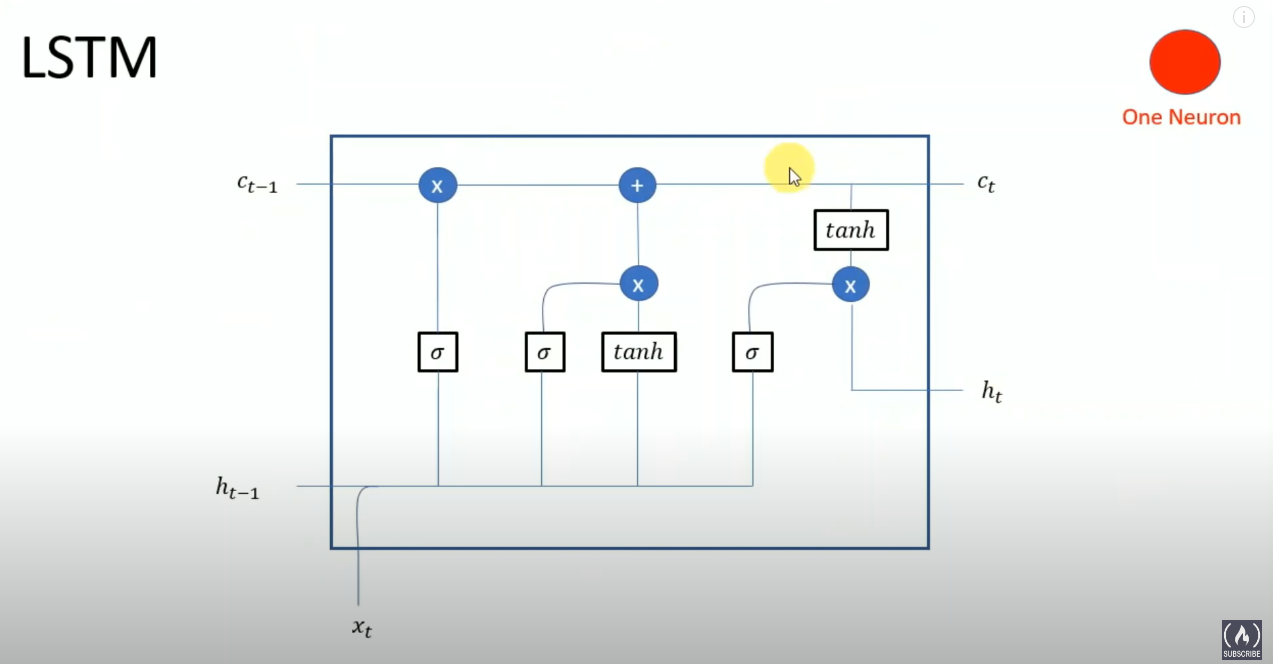 LSTM
One Neuron
c_{t-1}
x
+
c_t
tanh
x
x
σ
σ
tanh
σ
h_t
h_{t-1}
x_t
SUBSCRIBE
i